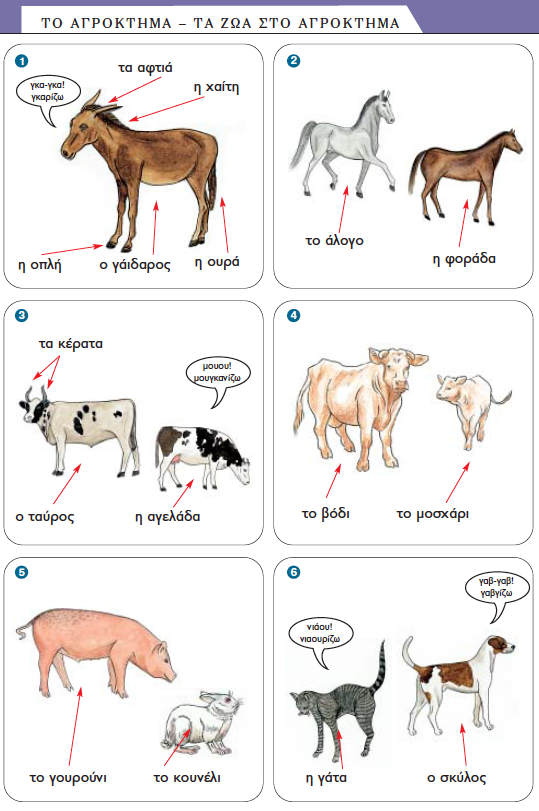 ΤΟ ΑΓΡΟΚΤΗΜΑ – ΤΑ ΖΩΑ ΣΤΟ ΑΓΡΟΚΤΗΜΑ
1
τα αφτιά
γκα-γκα!
γκαρίζω
η χαίτη
η οπλή
ο γάιδαρος
η ουρά
2
το άλογο
η φοράδα
3
τα κέρατα
μουου!
μουγκανίζω
ο ταύρος
η αγελάδα
4
το βόδι
το μοσχάρι
5
το γουρούνι
το κουνέλι
6
γαβ-γαβ!
γαβγίζω
νιάου!
νιαουρίζω
η γάτα
ο σκύλος